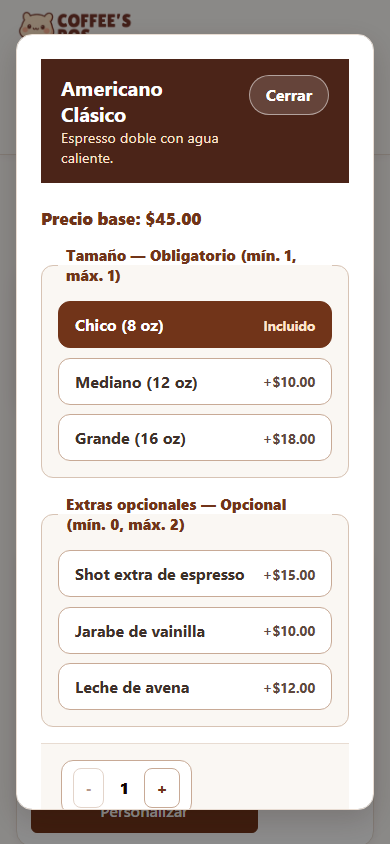 COFFEE'S
DOG
Americano
Clásico
Cerrar
Espresso doble con agua
caliente.
Precio base: $45.00
Tamaño — Obligatorio (mín. 1,
máx. 1)
Chico (8 oz) Incluido
Mediano (12 oz) +$10.00
Grande (16 oz) +$18.00
Extras opcionales — Opcional
(mín. 0, máx. 2)
Shot extra de espresso +$15.00
Jarabe de vainilla +$10.00
Leche de avena +$12.00
- 1 +
Personalizar